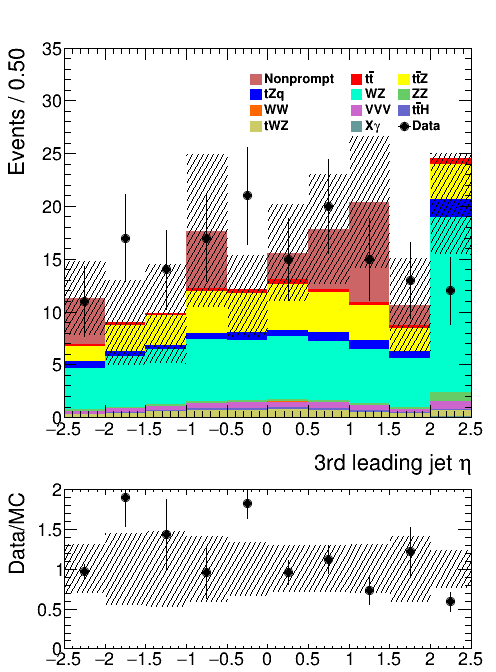 Events / 0.50
35
30
25
20
15
10
5
0
Nonprompt tt̄ tt̄Z
tZq WZ ZZ
WW VVV tt̄H
tWZ Xγ Data
−2.5 −2 −1.5 −1 −0.5 0 0.5 1 1.5 2 2.5
3rd leading jet η
Data/MC
2
1.5
1
0.5
0
−2.5 −2 −1.5 −1 −0.5 0 0.5 1 1.5 2 2.5